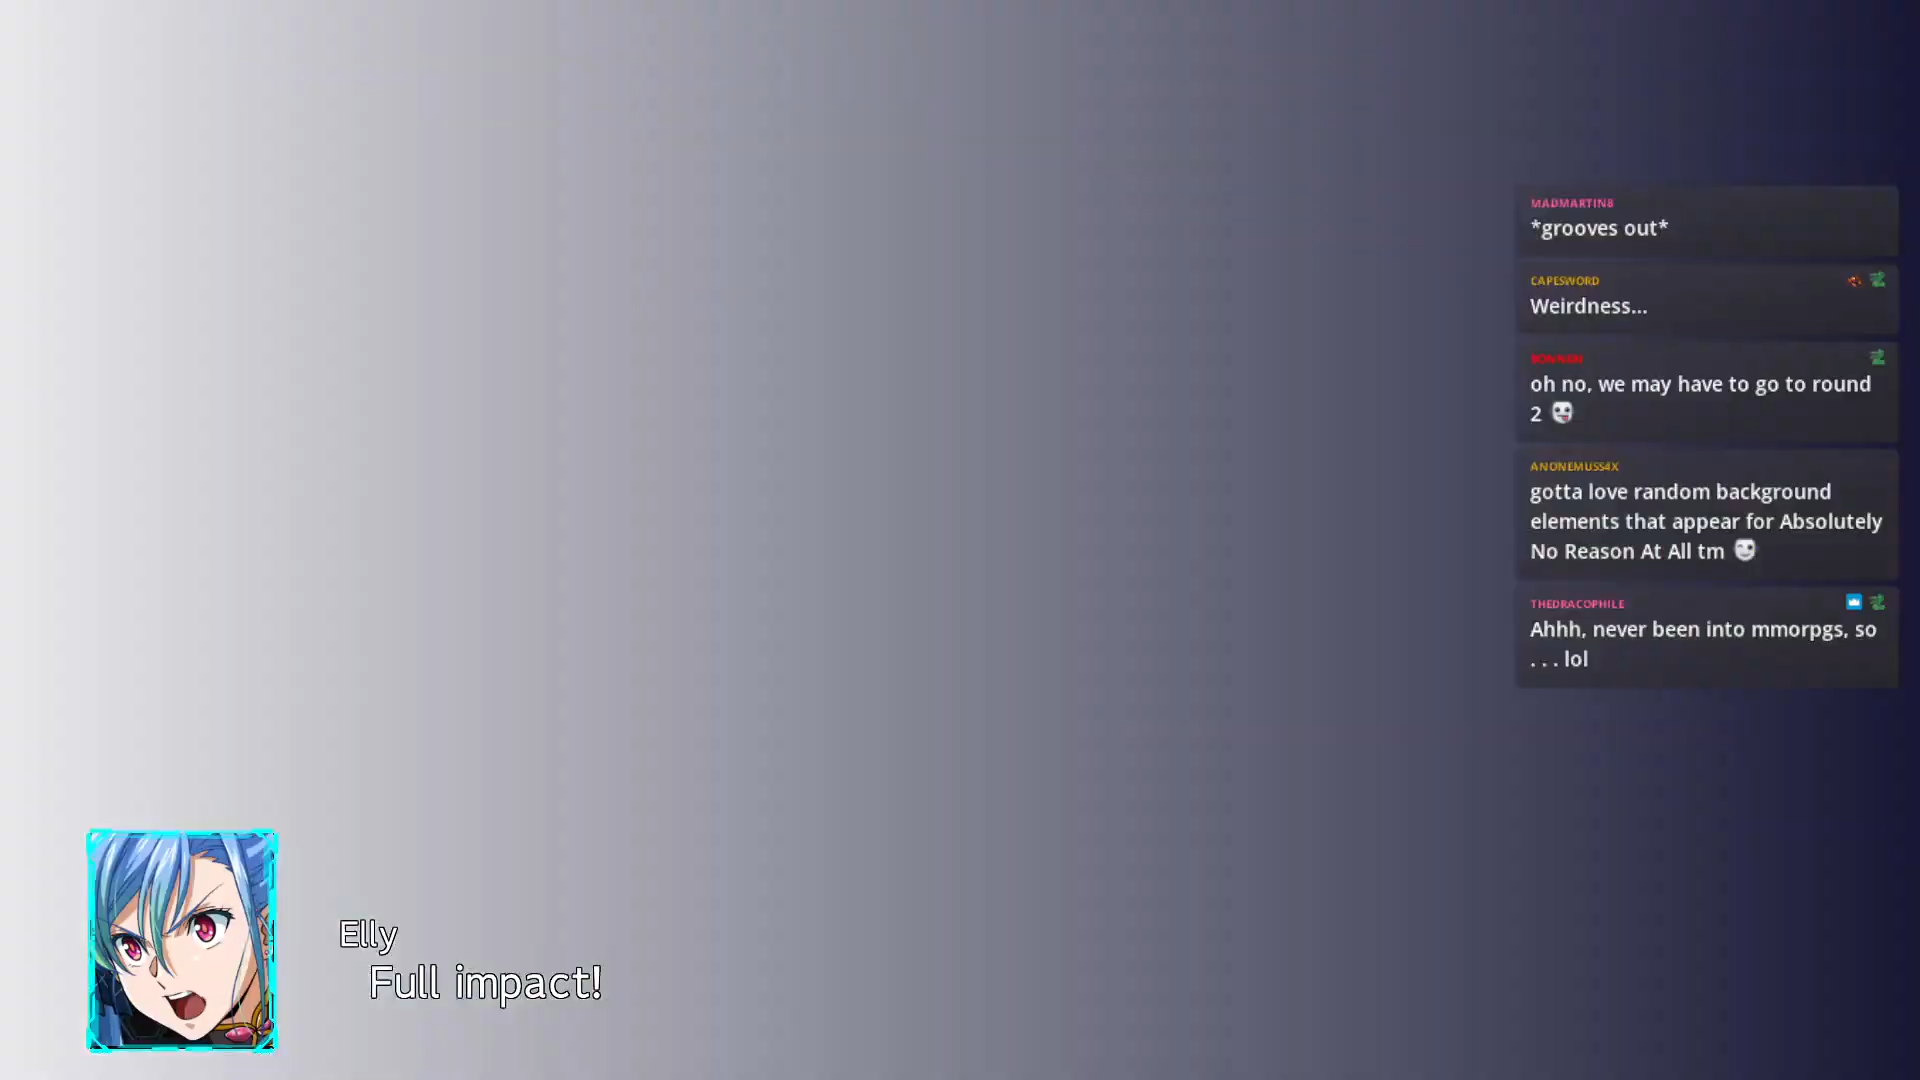 MADMARTIN8
*grooves out*
CAPESWORD
Weirdness...
oh no, we may have to go to round
2
ANONEMUSS4X
gotta love random background
elements that appear for Absolutely
No Reason At All tm
THEDRACOPHILE
Ahhh, never been into mmorpgs, so
. . . lol
Elly
Full impact!